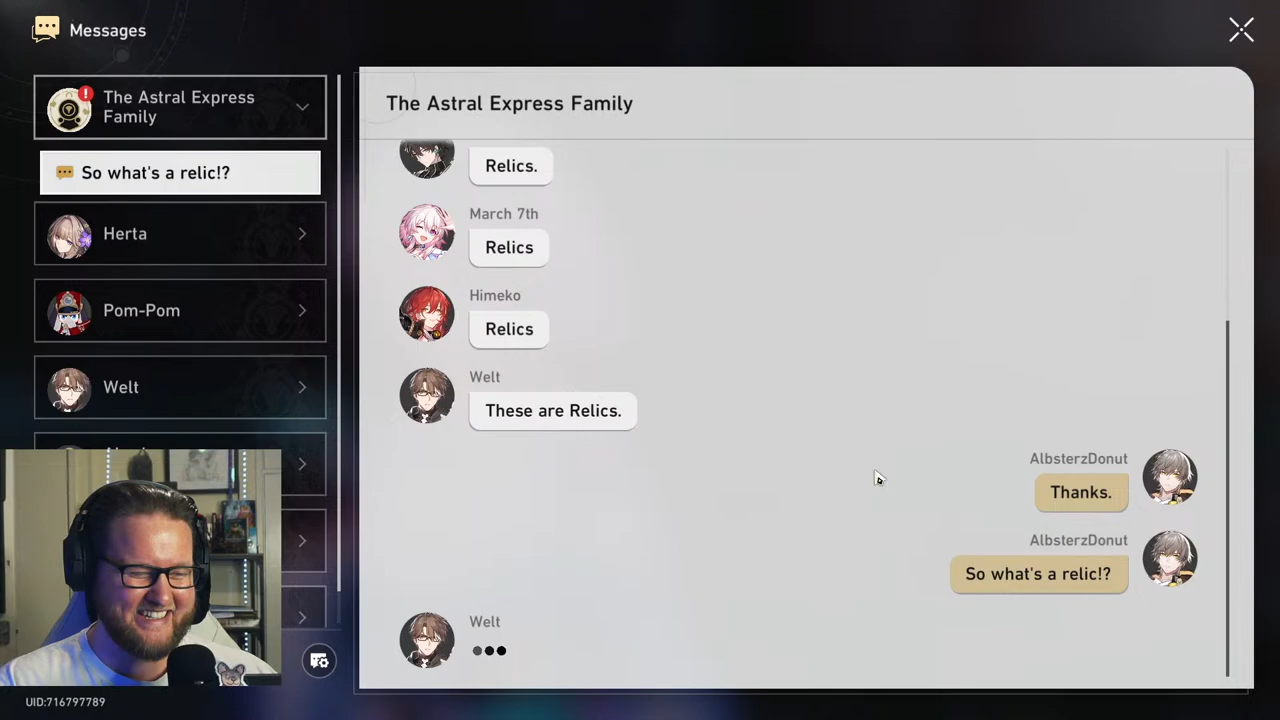 Messages
The Astral Express
Family
So what's a relic!?
Herta
Pom-Pom
Welt
UID:716797789
The Astral Express Family
Relics.
March 7th
Relics
Himeko
Relics
Welt
These are Relics.
AlbsterzDonut
Thanks.
AlbsterzDonut
So what's a relic!?
Welt